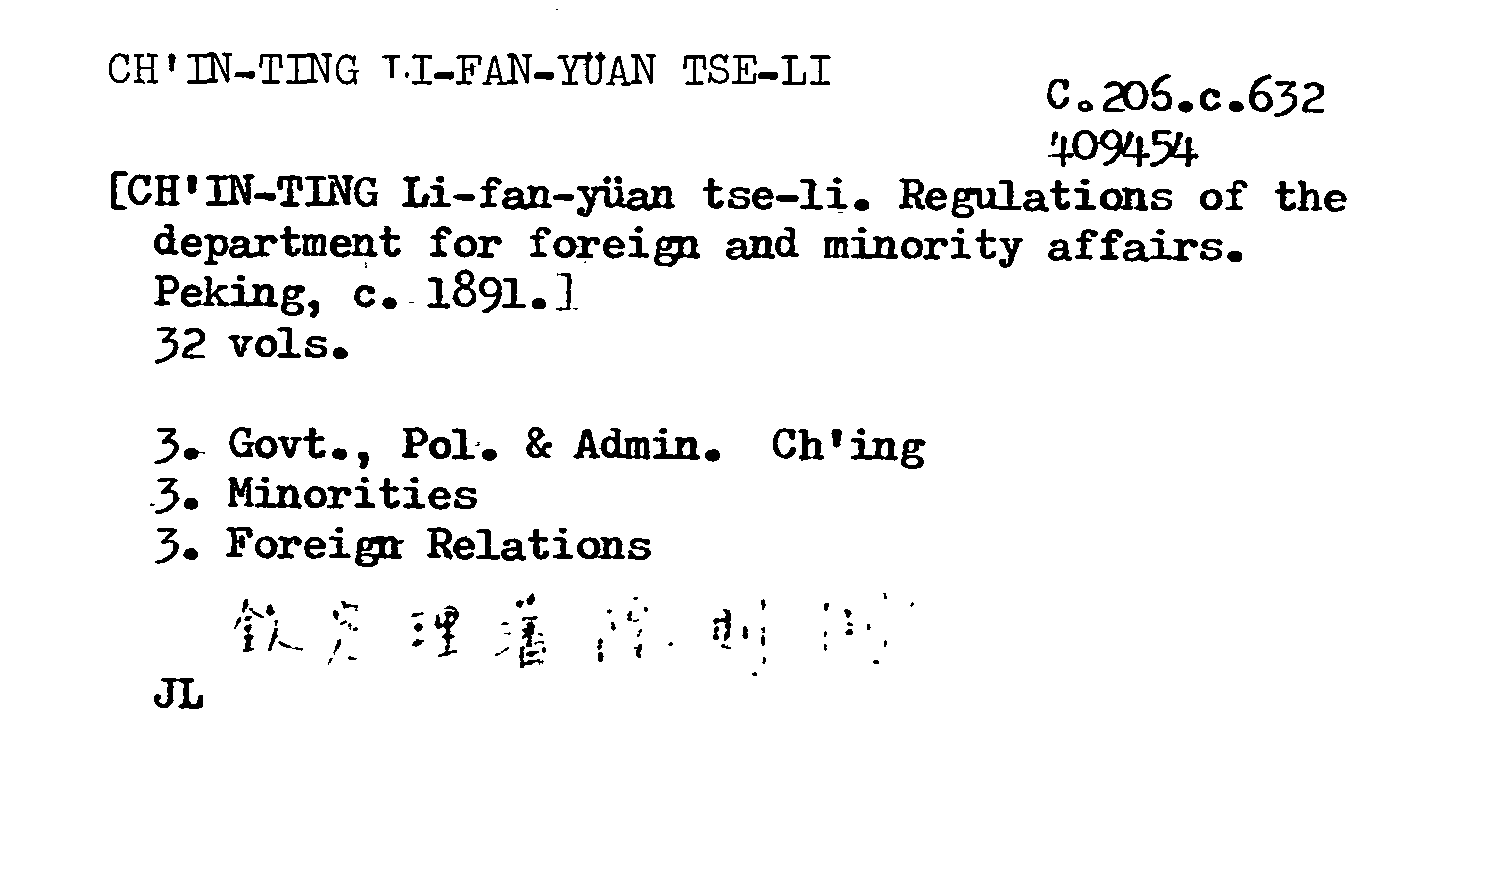 CH'IN-TING LI-FAN-YÜAN TSE-LI
C.206.c.632
409454
[CH'IN-TING Li-fan-yüan tse-li. Regulations of the
department for foreign and minority affairs.
Peking, c. 1891.]
32 vols.
3. Govt., Pol. & Admin. Ch'ing
3. Minorities
3. Foreign Relations
欽定理藩院則例
JL